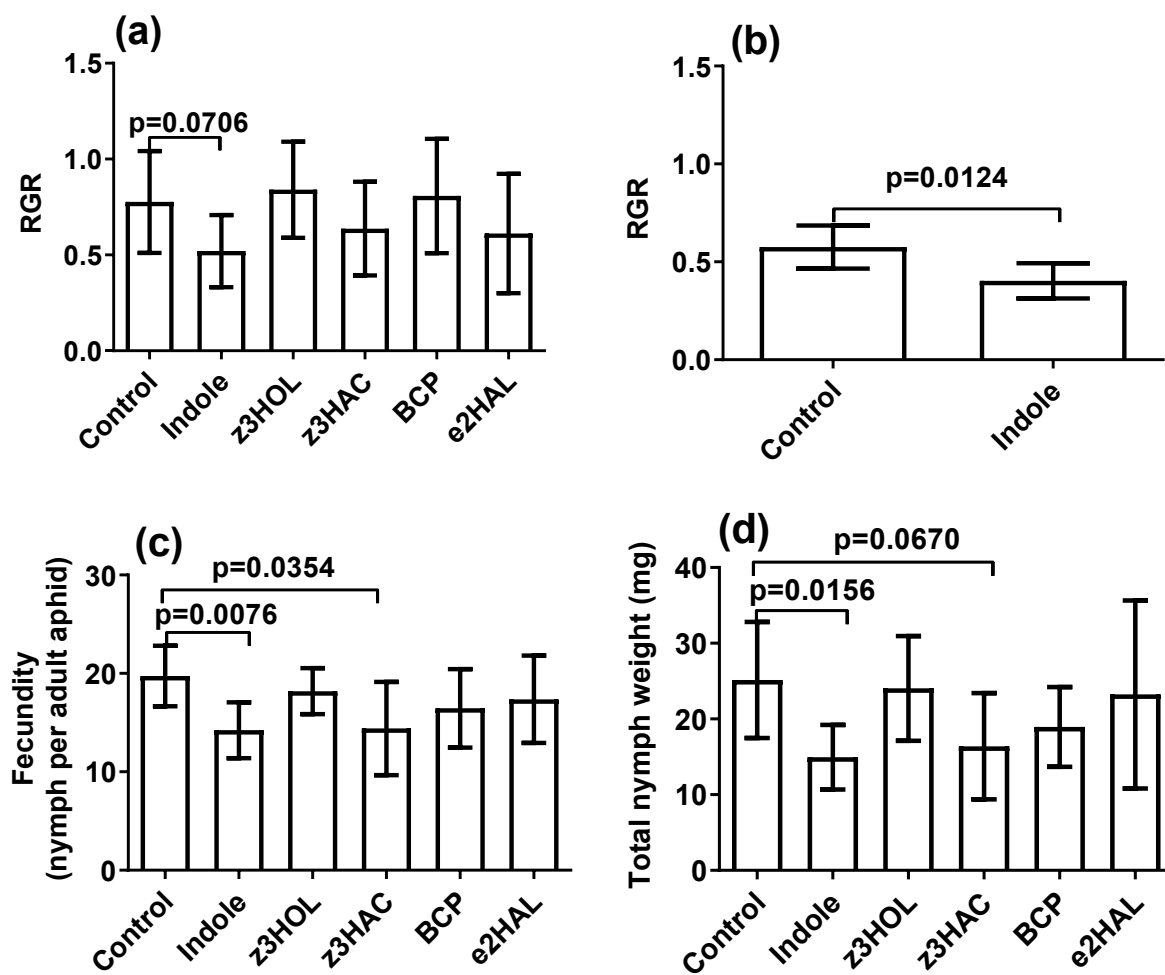 (a)
RGR
1.5
1.0
0.5
0.0
p=0.0706
Control
Indole
z3HOL
z3HAC
BCP
e2HAL
(b)
RGR
1.5
1.0
0.5
0.0
p=0.0124
Control
Indole
(c)
Fecundity
(nymph per adult aphid)
30
20
10
0
p=0.0354
p=0.0076
Control
Indole
z3HOL
z3HAC
BCP
e2HAL
(d)
Total nymph weight (mg)
40
30
20
10
0
p=0.0670
p=0.0156
Control
Indole
z3HOL
z3HAC
BCP
e2HAL